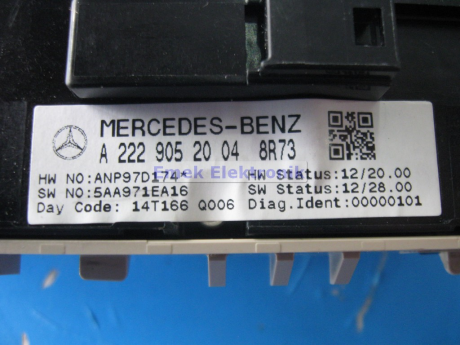 MERCEDES-BENZ
A 222 905 20 04 8R73
HW NO:ANP97D174* HW Status: 12/20.00
Emek Elektronik
SW NO:5AA971EA16 SW Status: 12/28.00
Day Code: 14T166 Q006 Diag.Ident:00000101